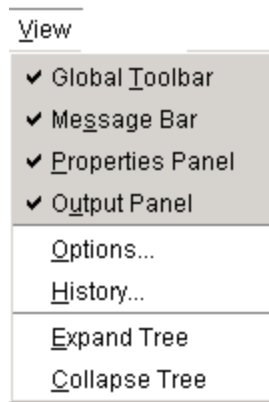 View
Global Toolbar
Message Bar
Properties Panel
Output Panel
Options...
History...
Expand Tree
Collapse Tree